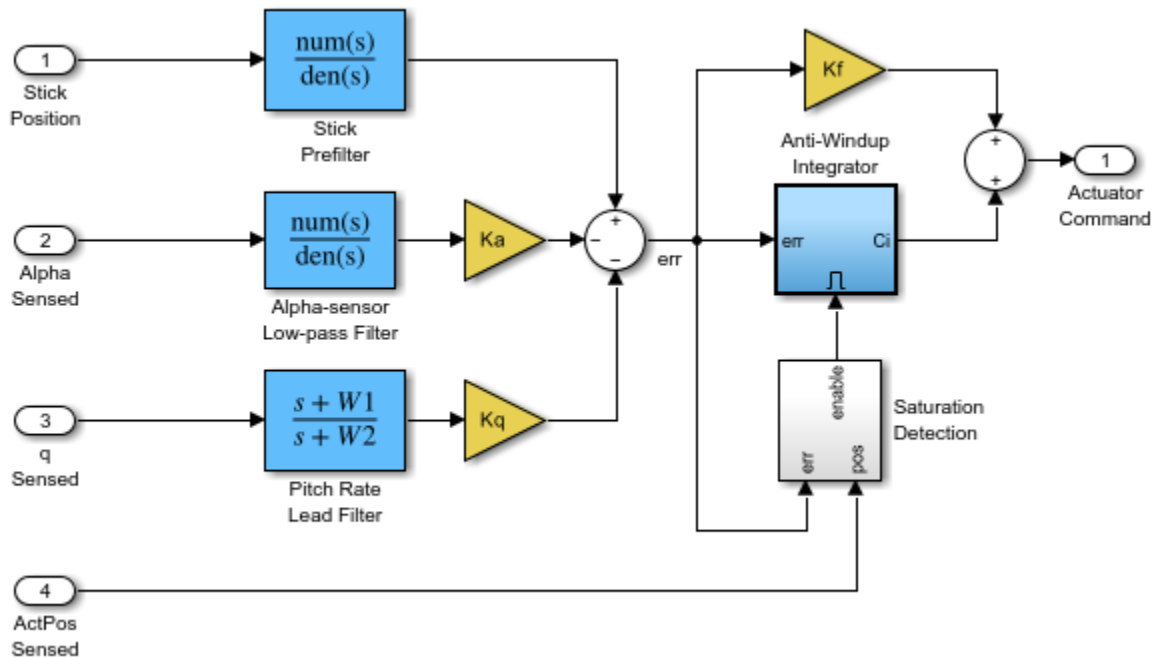 1
Stick
Position
num(s)
den(s)
Stick
Prefilter
2
Alpha
Sensed
num(s)
den(s)
Alpha-sensor
Low-pass Filter
Ka
3
q
Sensed
s + W1
s + W2
Pitch Rate
Lead Filter
Kq
4
ActPos
Sensed
+
−
−
err
Kf
Anti-Windup
Integrator
err
Ci
enable
err
pos
Saturation
Detection
+
+
1
Actuator
Command